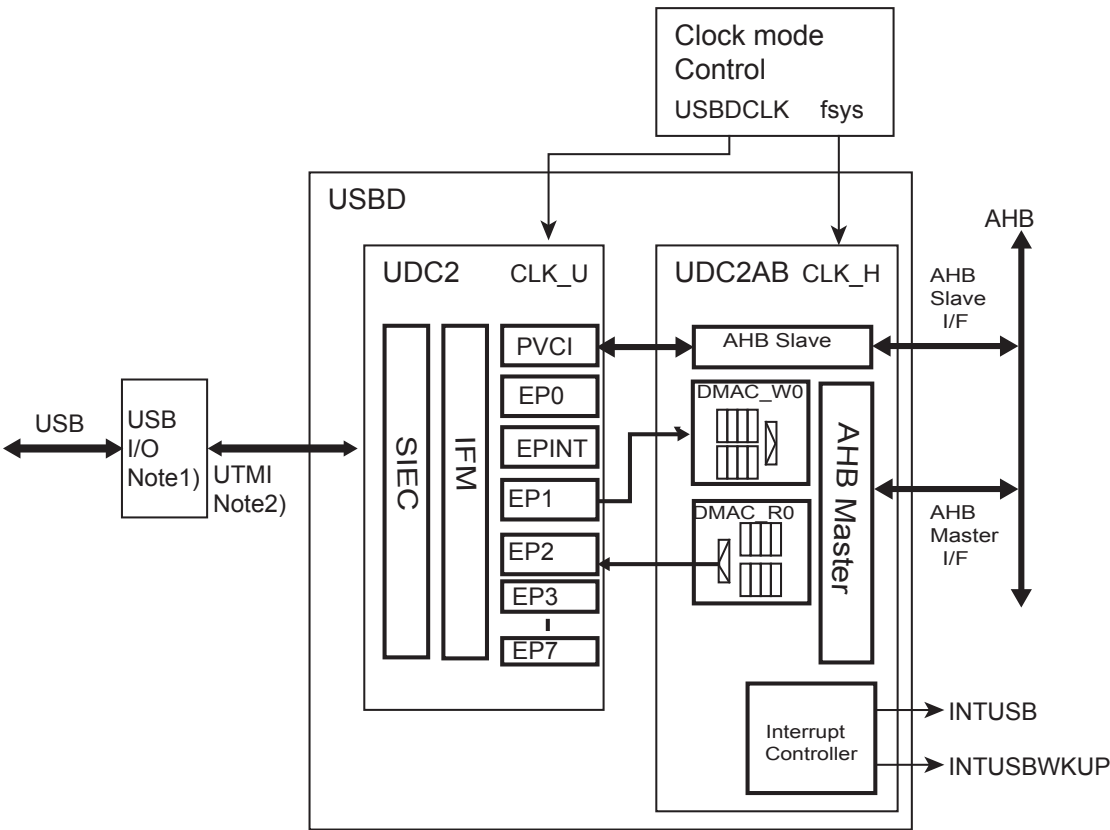 Clock mode
Control
USBDCLK fsys
USBD
AHB
UDC2 CLK_U
UDC2AB CLK_H
AHB
Slave
I/F
PVCI
AHB Slave
EP0
DMAC_W0
USB
USB
I/O
Note1)
UTMI
Note2)
SIEC
IFM
EPINT
EP1
AHB Master
DMAC_R0
AHB
Master
I/F
EP2
EP3
EP7
Interrupt
Controller
INTUSB
INTUSBWKUP